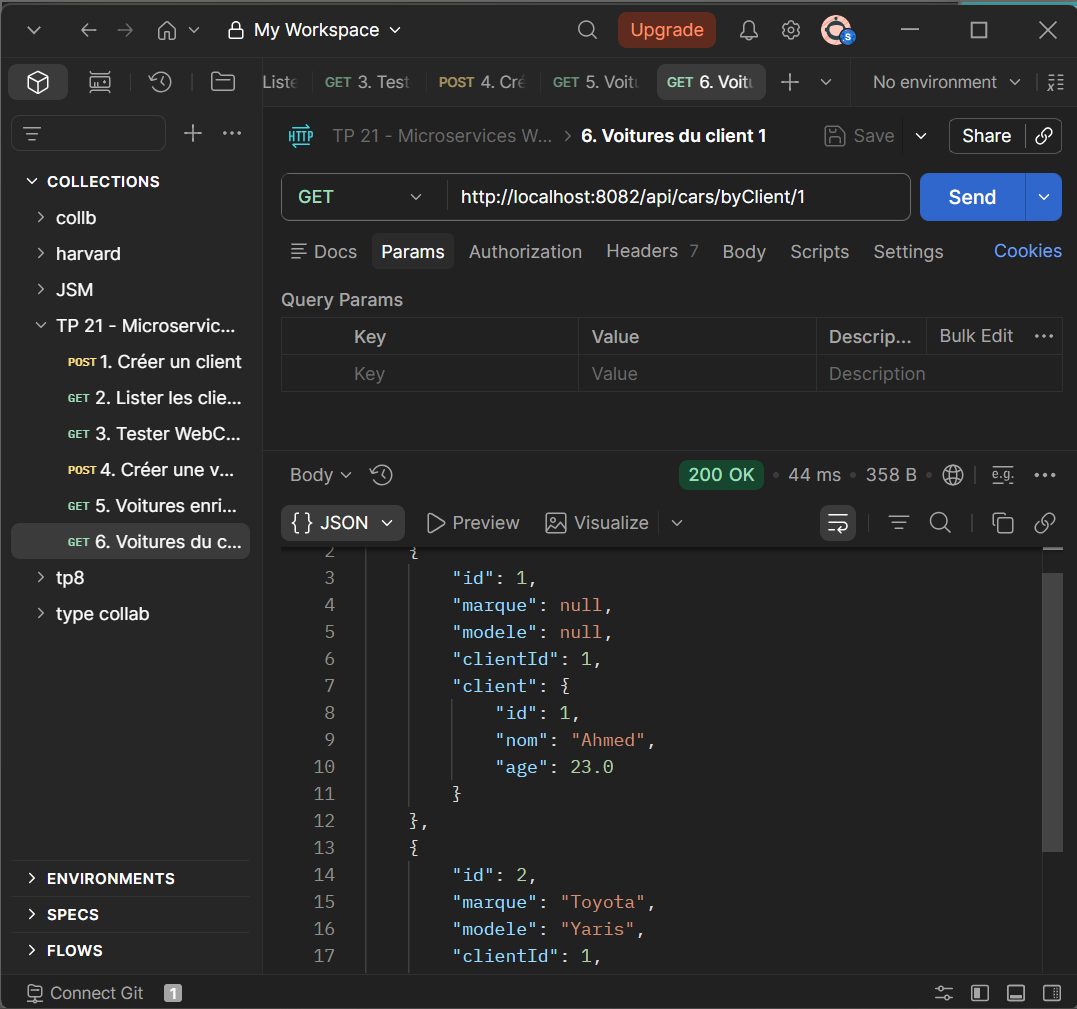 My Workspace
Upgrade
S
Liste
GET 3. Test
POST 4. Cré
GET 5. Voitu
GET 6. Voitu
No environment
HTTP
TP 21 - Microservices W...
6. Voitures du client 1
Save
Share
COLLECTIONS
collb
harvard
JSM
TP 21 - Microservic...
POST 1. Créer un client
GET 2. Lister les clie...
GET 3. Tester WebC...
POST 4. Créer une v...
GET 5. Voitures enri...
GET 6. Voitures du c...
tp8
type collab
ENVIRONMENTS
SPECS
FLOWS
GET
http://localhost:8082/api/cars/byClient/1
Send
Docs
Params
Authorization
Headers 7
Body
Scripts
Settings
Cookies
Query Params
Key Value Descrip... Bulk Edit
Key Value Description
Body
200 OK
44 ms
358 B
e.g.
{} JSON
Preview
Visualize
2 {
3 "id": 1,
4 "marque": null,
5 "modele": null,
6 "clientId": 1,
7 "client": {
8 "id": 1,
9 "nom": "Ahmed",
10 "age": 23.0
11 }
12 },
13 {
14 "id": 2,
15 "marque": "Toyota",
16 "modele": "Yaris",
17 "clientId": 1,
Connect Git
1